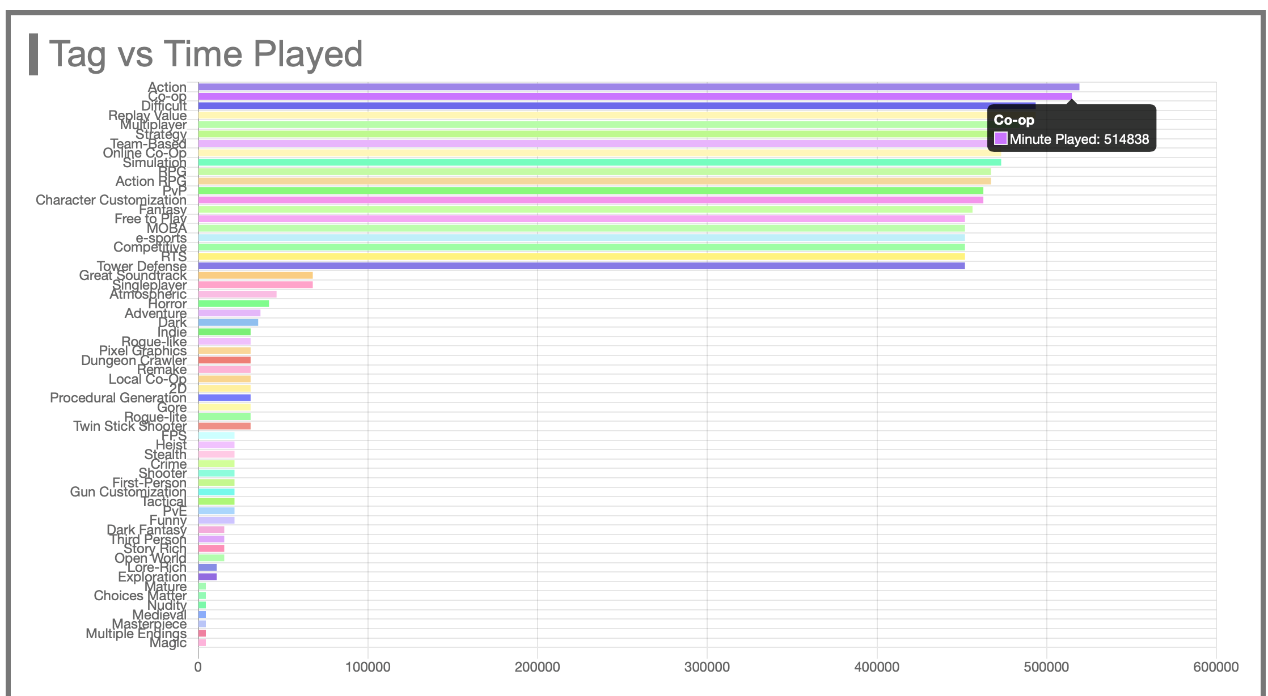 Tag vs Time Played
Action
Co-op
Difficult
Replay Value
Multiplayer
Strategy
Team-Based
Online Co-Op
Simulation
RPG
Action RPG
PvP
Character Customization
Fantasy
Free to Play
MOBA
e-sports
Competitive
RTS
Tower Defense
Great Soundtrack
Singleplayer
Atmospheric
Horror
Adventure
Dark
Indie
Rogue-like
Pixel Graphics
Dungeon Crawler
Remake
Local Co-Op
2D
Procedural Generation
Gore
Rogue-lite
Twin Stick Shooter
FPS
Heist
Stealth
Crime
Shooter
First-Person
Gun Customization
Tactical
PvE
Funny
Dark Fantasy
Third Person
Story Rich
Open World
Lore-Rich
Exploration
Mature
Choices Matter
Nudity
Medieval
Masterpiece
Multiple Endings
Magic
Co-op
Minute Played: 514838
0 100000 200000 300000 400000 500000 600000